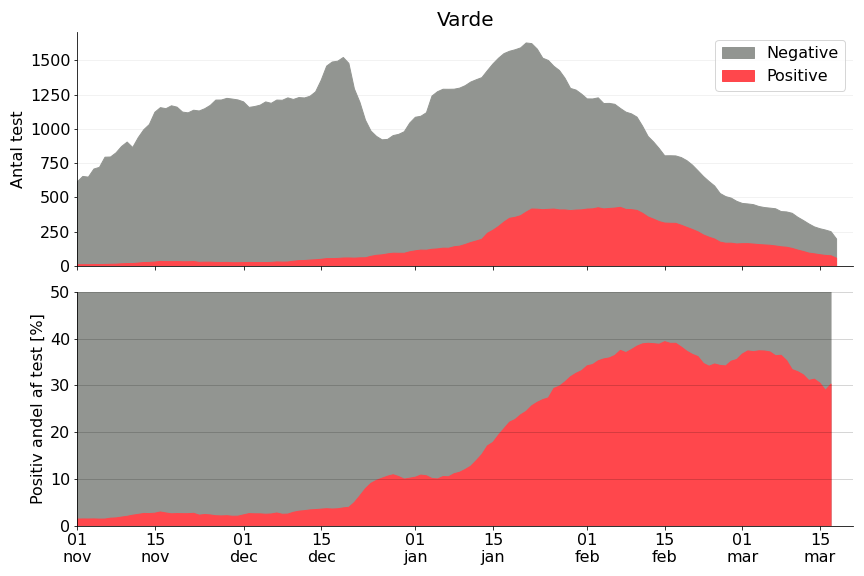 Varde
Antal test
1500
1250
1000
750
500
250
0
Negative
Positive
Positiv andel af test [%]
50
40
30
20
10
0
01 15 01 15 01 15 01 15 01 15
nov nov dec dec jan jan feb feb mar mar